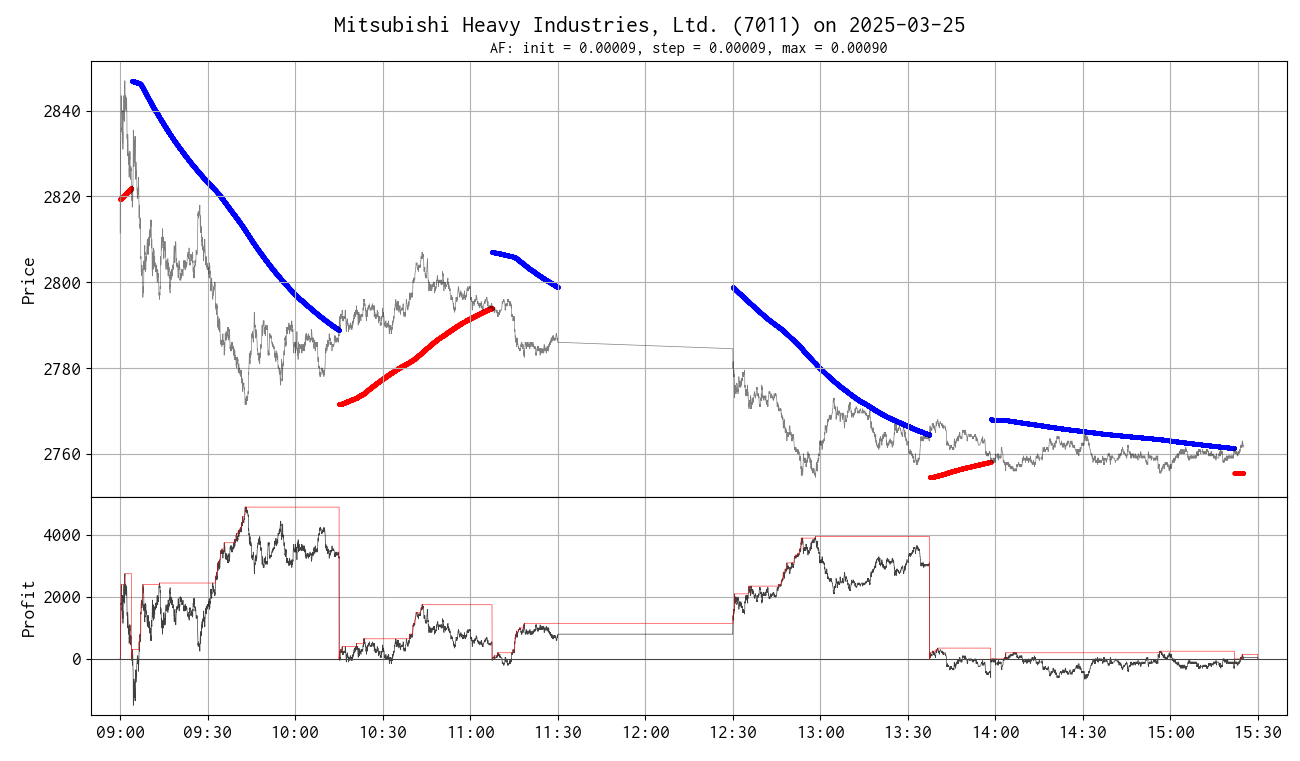 Mitsubishi Heavy Industries, Ltd. (7011) on 2025-03-25
AF: init = 0.00009, step = 0.00009, max = 0.00090
Price
2840
2820
2800
2780
2760
Profit
4000
2000
0
09:00 09:30 10:00 10:30 11:00 11:30 12:00 12:30 13:00 13:30 14:00 14:30 15:00 15:30